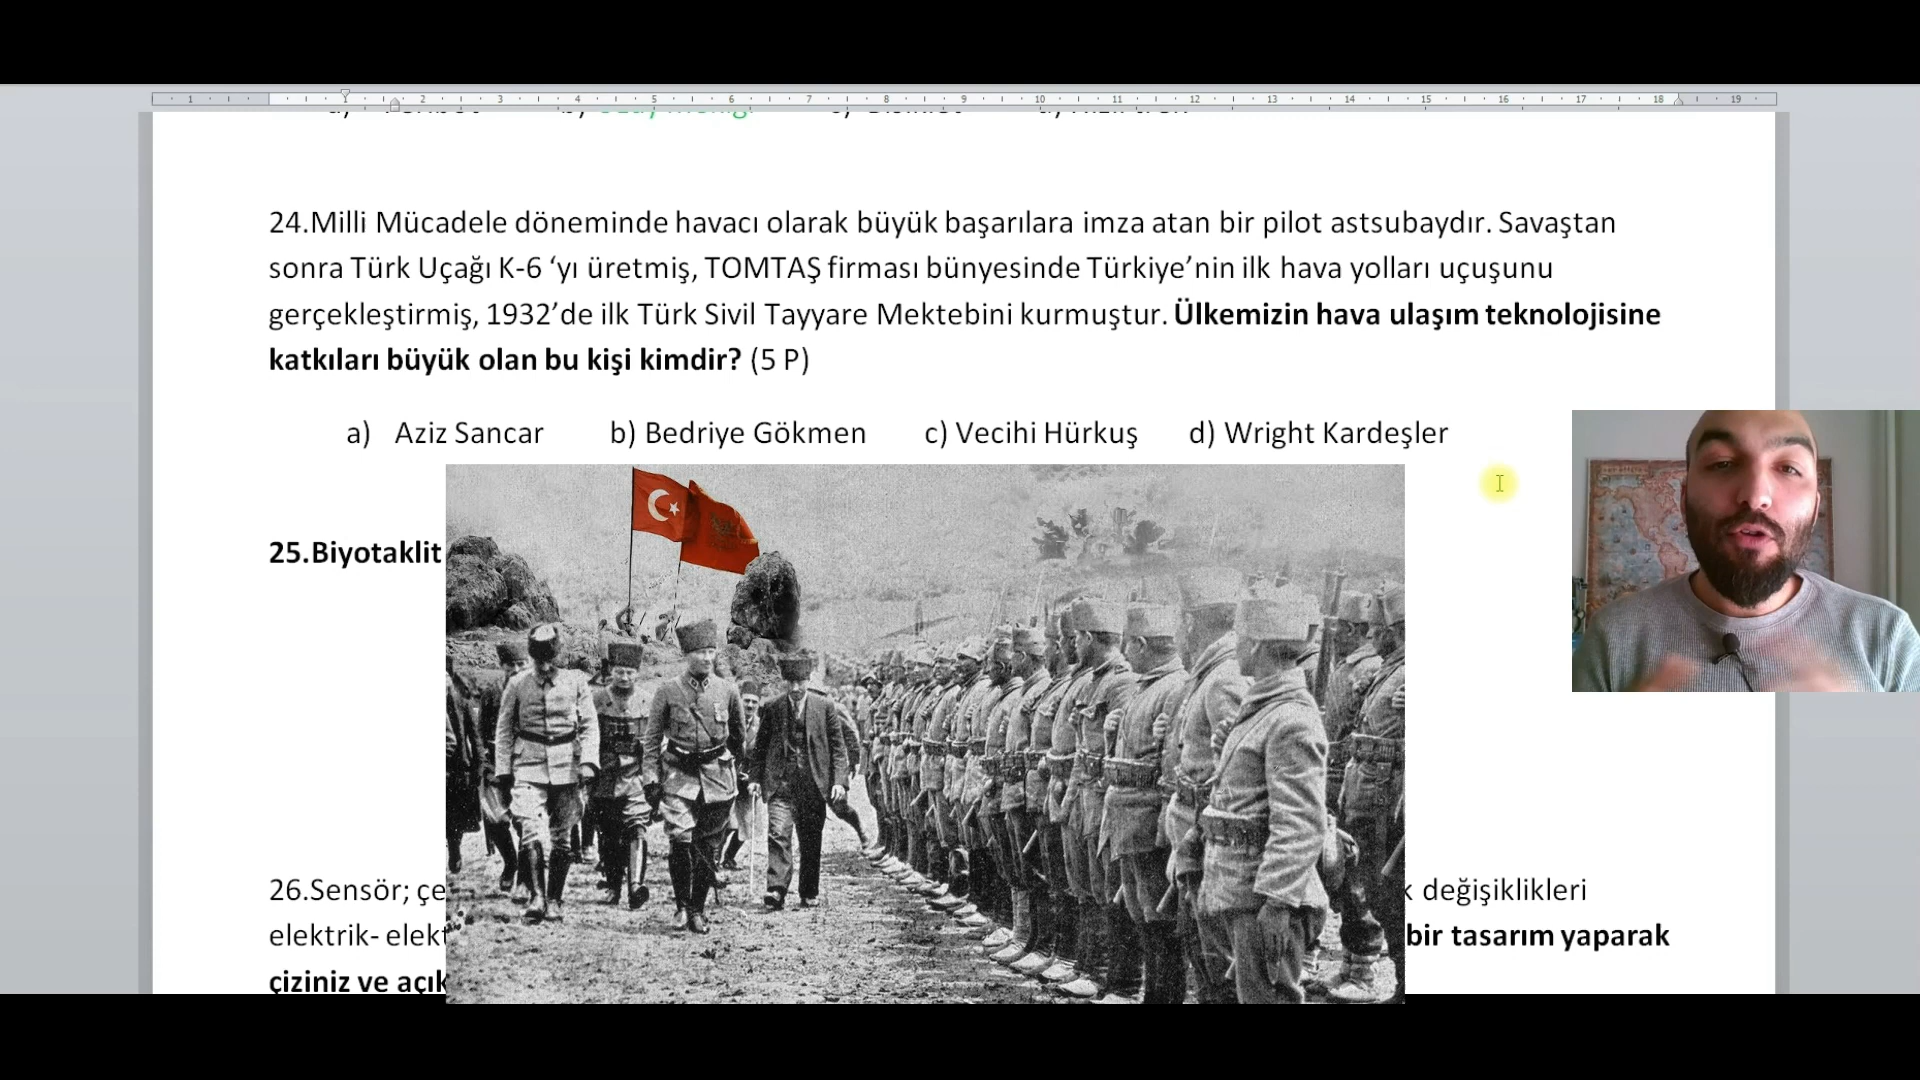 24.Milli Mücadele döneminde havacı olarak büyük başarılara imza atan bir pilot astsubaydır. Savaştan
sonra Türk Uçağı K-6 ‘yı üretmiş, TOMTAŞ firması bünyesinde Türkiye’nin ilk hava yolları uçuşunu
gerçekleştirmiş, 1932’de ilk Türk Sivil Tayyare Mektebini kurmuştur. Ülkemizin hava ulaşım teknolojisine
katkıları büyük olan bu kişi kimdir? (5 P)
a) Aziz Sancar b) Bedriye Gökmen c) Vecihi Hürkuş d) Wright Kardeşler
25.Biyotaklit
26.Sensör; değişiklikleri
elektrik- bir tasarım yaparak
çiziniz ve